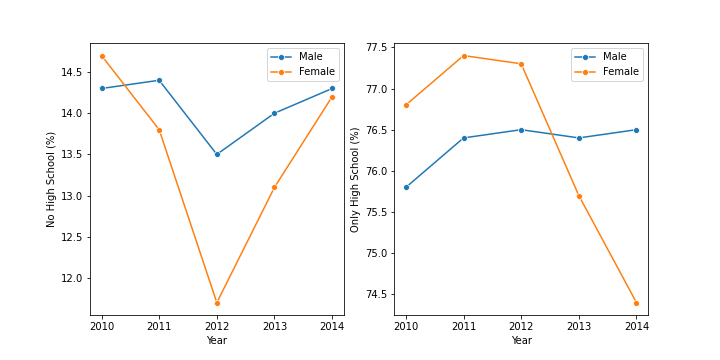 Male
Female
14.5
14.0
13.5
13.0
12.5
12.0
No High School (%)
2010 2011 2012 2013 2014
Year
Male
Female
77.5
77.0
76.5
76.0
75.5
75.0
74.5
Only High School (%)
2010 2011 2012 2013 2014
Year